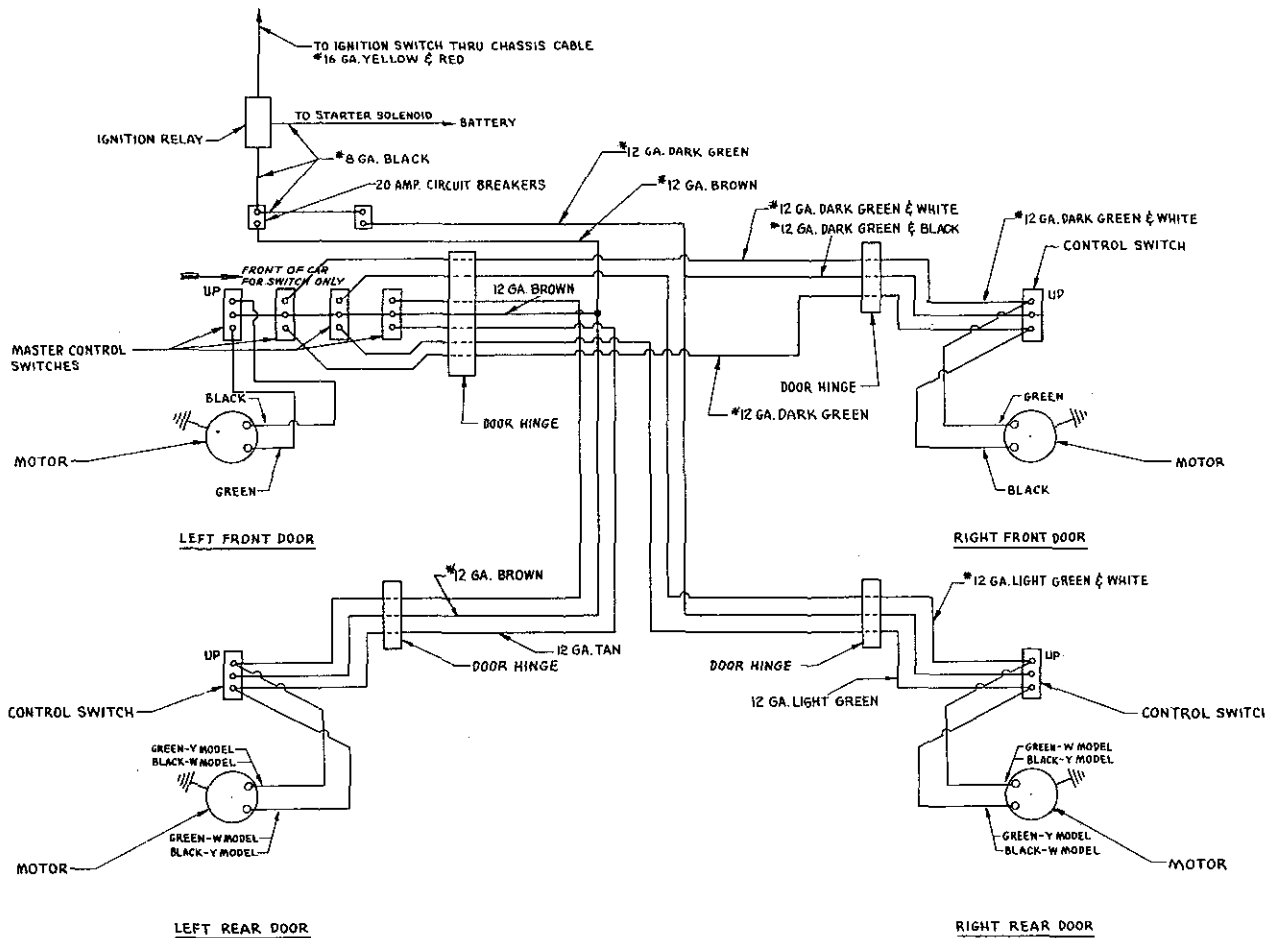 TO IGNITION SWITCH THRU CHASSIS CABLE
#16 GA. YELLOW & RED
TO STARTER SOLENOID
BATTERY
IGNITION RELAY
#8 GA. BLACK
#12 GA. DARK GREEN
20 AMP. CIRCUIT BREAKERS
#12 GA. BROWN
#12 GA. DARK GREEN & WHITE
#12 GA. DARK GREEN & BLACK
#12 GA. DARK GREEN & WHITE
CONTROL SWITCH
FRONT OF CAR
FOR SWITCH ONLY
UP
12 GA. BROWN
UP
MASTER CONTROL
SWITCHES
DOOR HINGE
BLACK
DOOR HINGE
#12 GA. DARK GREEN
GREEN
MOTOR
GREEN
MOTOR
BLACK
LEFT FRONT DOOR
RIGHT FRONT DOOR
#12 GA. BROWN
#12 GA. LIGHT GREEN & WHITE
UP
12 GA. TAN
DOOR HINGE
DOOR HINGE
UP
12 GA. LIGHT GREEN
CONTROL SWITCH
CONTROL SWITCH
GREEN-Y MODEL
BLACK-W MODEL
GREEN-W MODEL
BLACK-Y MODEL
GREEN-W MODEL
BLACK-Y MODEL
GREEN-Y MODEL
BLACK-W MODEL
MOTOR
MOTOR
LEFT REAR DOOR
RIGHT REAR DOOR